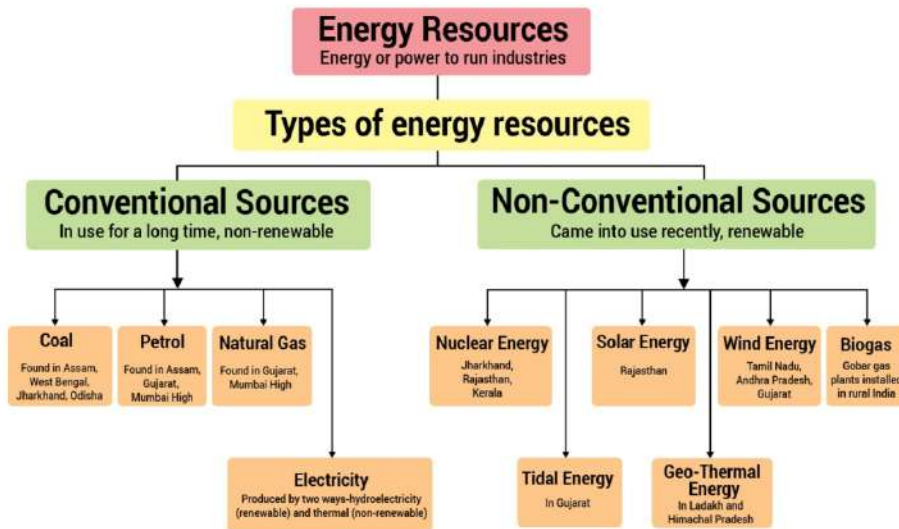 Energy Resources
Energy or power to run industries
Types of energy resources
Conventional Sources
In use for a long time, non-renewable
Non-Conventional Sources
Came into use recently, renewable
Coal
Found in Assam,
West Bengal,
Jharkhand, Odisha
Petrol
Found in Assam,
Gujarat,
Mumbai High
Natural Gas
Found in Gujarat,
Mumbai High
Electricity
Produced by two ways-hydroelectricity
(renewable) and thermal (non-renewable)
Nuclear Energy
Jharkhand,
Rajasthan,
Kerala
Solar Energy
Rajasthan
Wind Energy
Tamil Nadu,
Andhra Pradesh,
Gujarat
Biogas
Gobar gas
plants installed
in rural India
Tidal Energy
In Gujarat
Geo-Thermal
Energy
In Ladakh and
Himachal Pradesh